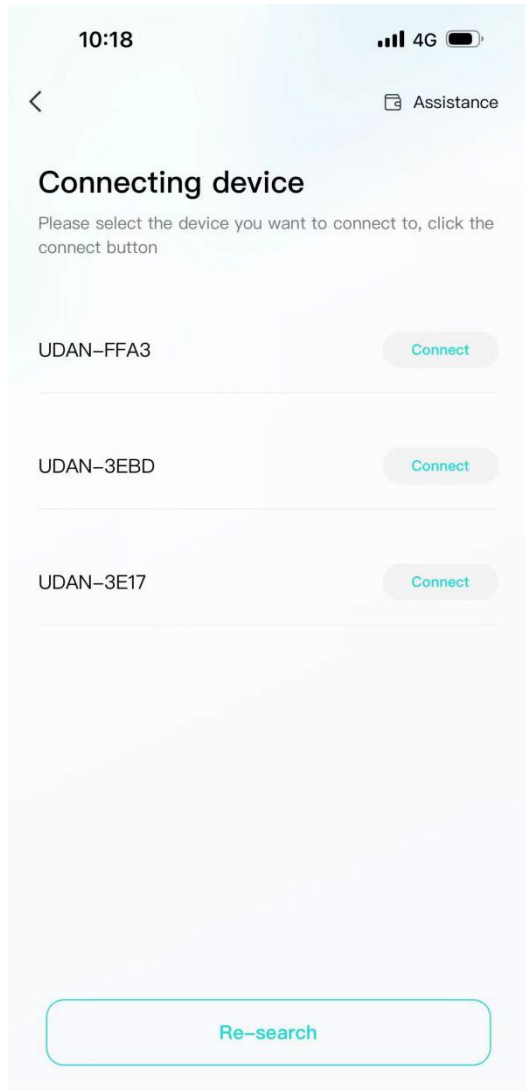 10:18
4G
Assistance
Connecting device
Please select the device you want to connect to, click the
connect button
UDAN-FFA3
Connect
UDAN-3EBD
Connect
UDAN-3E17
Connect
Re-search